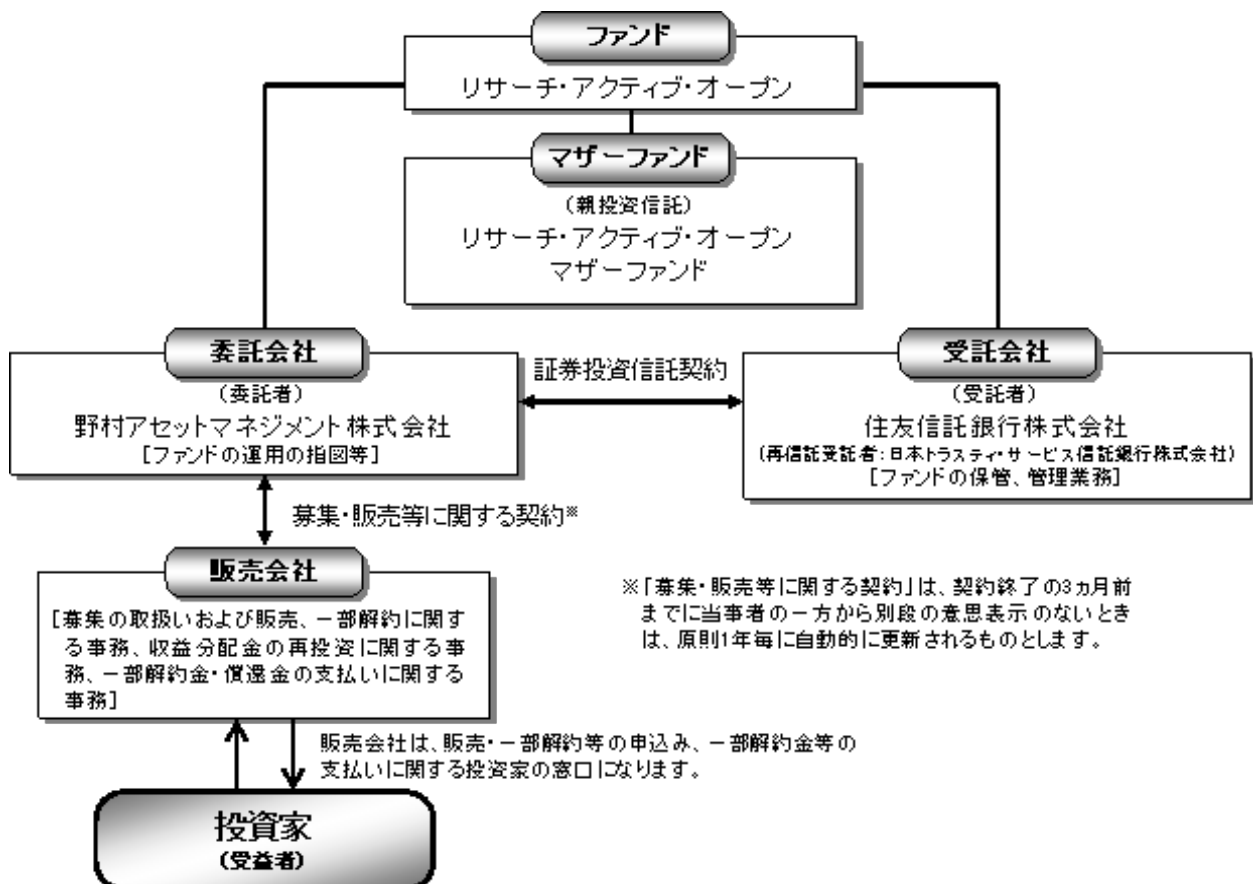 ファンド
リサーチ・アクティブ・オープン
マザーファンド
(親投資信託)
リサーチ・アクティブ・オープン
マザーファンド
委託会社
(委託者)
野村アセットマネジメント株式会社
[ファンドの運用の指図等]
証券投資信託契約
受託会社
(受託者)
住友信託銀行株式会社
(再信託受託者:日本トラスティ・サービス信託銀行株式会社)
[ファンドの保管、管理業務]
募集・販売等に関する契約※
販売会社
[募集の取扱いおよび販売、一部解約に関す
る事務、収益分配金の再投資に関する事
務、一部解約金・償還金の支払いに関する
事務]
※「募集・販売等に関する契約」は、契約終了の3ヵ月前
までに当事者の一方から別段の意思表示のないとき
は、原則1年毎に自動的に更新されるものとします。
販売会社は、販売・一部解約等の申込み、一部解約金等の
支払いに関する投資家の窓口になります。
投資家
(受益者)